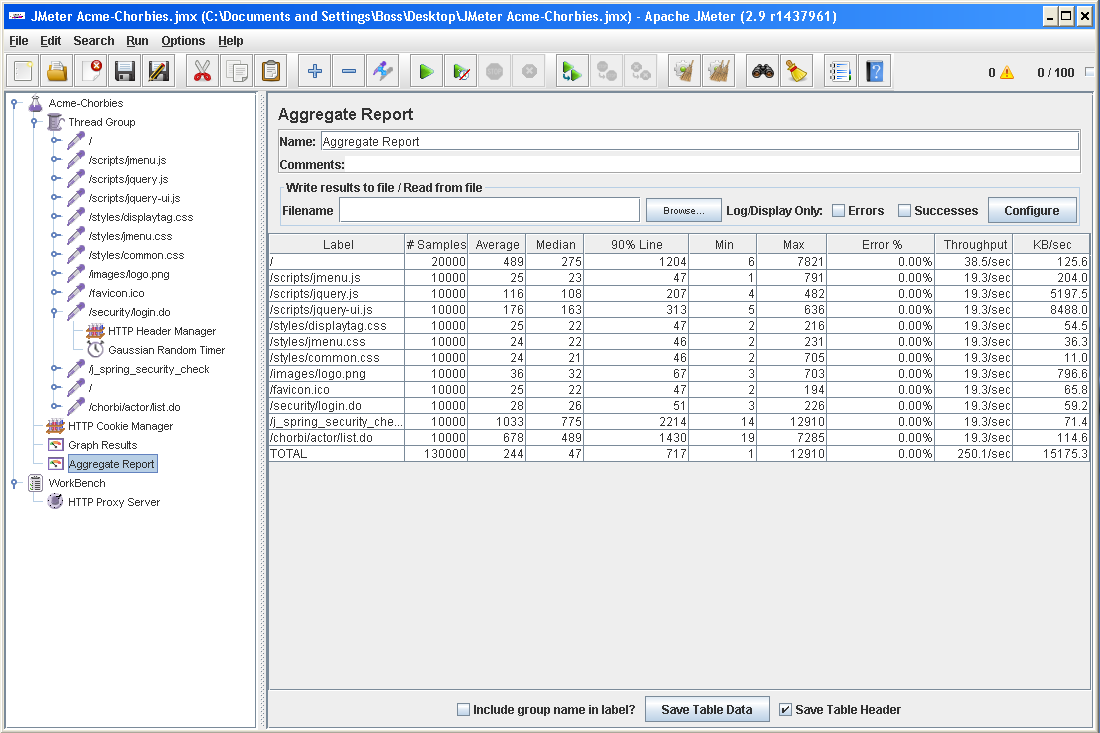 JMeter Acme-Chorbies.jmx (C:\Documents and Settings\Boss\Desktop\JMeter Acme-Chorbies.jmx) - Apache JMeter (2.9 r1437961)
File Edit Search Run Options Help
0 0 / 100
Acme-Chorbies
Thread Group
/
/scripts/jmenu.js
/scripts/jquery.js
/scripts/jquery-ui.js
/styles/displaytag.css
/styles/jmenu.css
/styles/common.css
/images/logo.png
/favicon.ico
/security/login.do
HTTP Header Manager
Gaussian Random Timer
/j_spring_security_check
/
/chorbi/actor/list.do
HTTP Cookie Manager
Graph Results
Aggregate Report
WorkBench
HTTP Proxy Server
Aggregate Report
Name: Aggregate Report
Comments:
Write results to file / Read from file
Filename Browse... Log/Display Only: Errors Successes Configure
Label # Samples Average Median 90% Line Min Max Error % Throughput KB/sec
/ 20000 489 275 1204 6 7821 0.00% 38.5/sec 125.6
/scripts/jmenu.js 10000 25 23 47 1 791 0.00% 19.3/sec 204.0
/scripts/jquery.js 10000 116 108 207 4 482 0.00% 19.3/sec 5197.5
/scripts/jquery-ui.js 10000 176 163 313 5 636 0.00% 19.3/sec 8488.0
/styles/displaytag.css 10000 25 22 47 2 216 0.00% 19.3/sec 54.5
/styles/jmenu.css 10000 24 22 46 2 231 0.00% 19.3/sec 36.3
/styles/common.css 10000 24 21 46 2 705 0.00% 19.3/sec 11.0
/images/logo.png 10000 36 32 67 3 703 0.00% 19.3/sec 796.6
/favicon.ico 10000 25 22 47 2 194 0.00% 19.3/sec 65.8
/security/login.do 10000 28 26 51 3 226 0.00% 19.3/sec 59.2
/j_spring_security_che... 10000 1033 775 2214 14 12910 0.00% 19.3/sec 71.4
/chorbi/actor/list.do 10000 678 489 1430 19 7285 0.00% 19.3/sec 114.6
TOTAL 130000 244 47 717 1 12910 0.00% 250.1/sec 15175.3
Include group name in label? Save Table Data Save Table Header